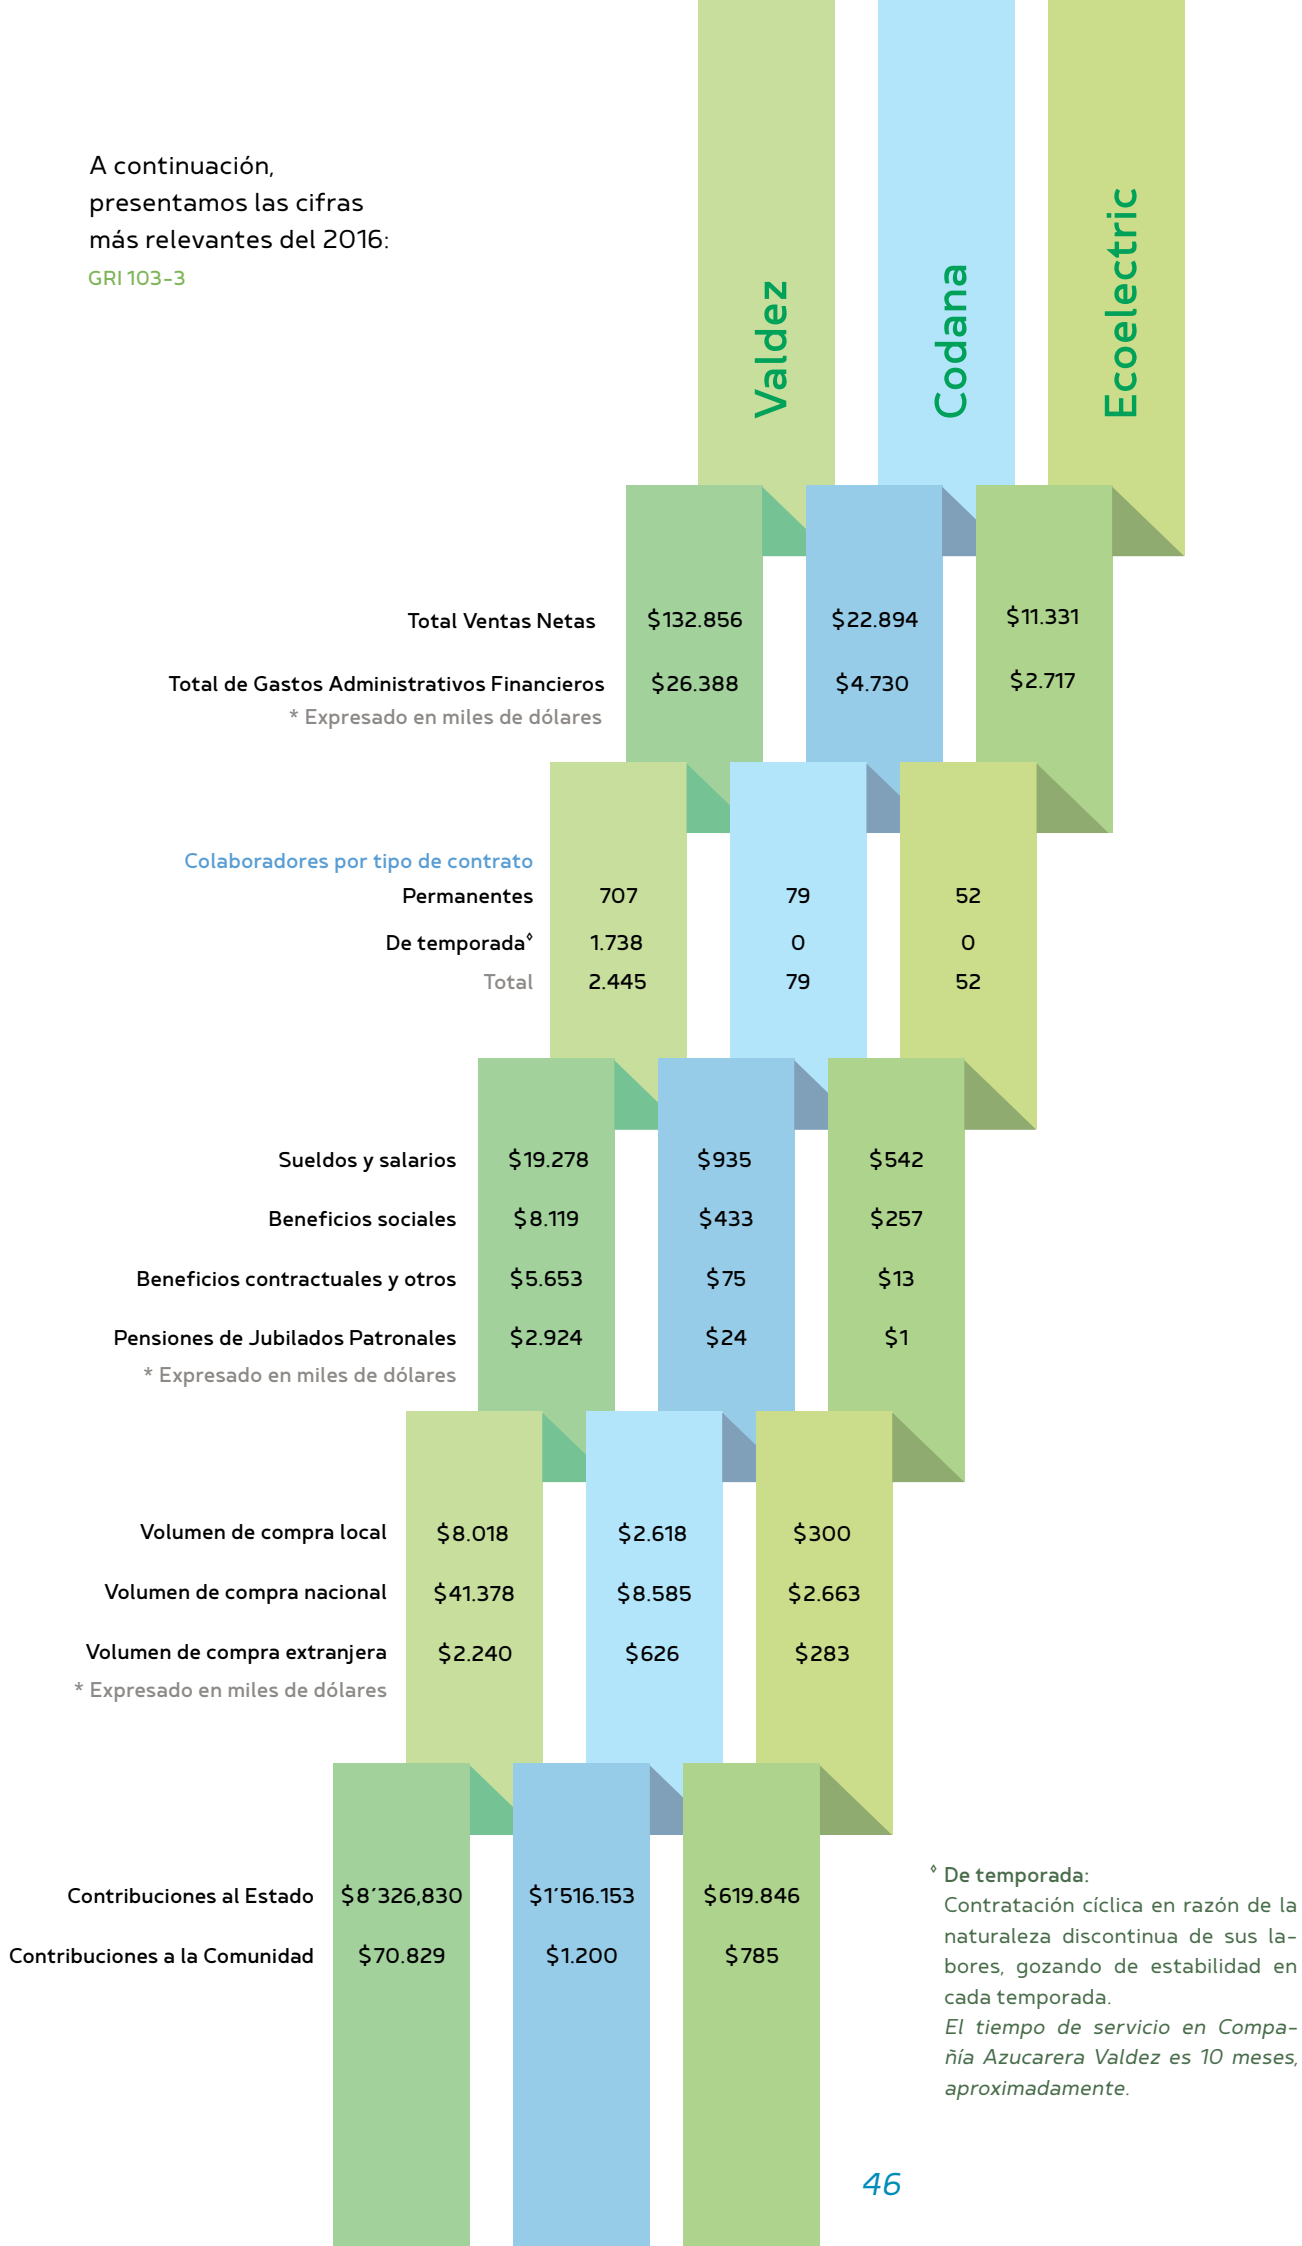 A continuación,
presentamos las cifras
más relevantes del 2016:
GRI 103-3
Valdez
Codana
Ecoelectric
Total Ventas Netas $132.856 $22.894 $11.331
Total de Gastos Administrativos Financieros $26.388 $4.730 $2.717
* Expresado en miles de dólares
Colaboradores por tipo de contrato
Permanentes 707 79 52
De temporada◊ 1.738 0 0
Total 2.445 79 52
Sueldos y salarios $19.278 $935 $542
Beneficios sociales $8.119 $433 $257
Beneficios contractuales y otros $5.653 $75 $13
Pensiones de Jubilados Patronales $2.924 $24 $1
* Expresado en miles de dólares
Volumen de compra local $8.018 $2.618 $300
Volumen de compra nacional $41.378 $8.585 $2.663
Volumen de compra extranjera $2.240 $626 $283
* Expresado en miles de dólares
Contribuciones al Estado $8´326,830 $1´516.153 $619.846
Contribuciones a la Comunidad $70.829 $1.200 $785
◊ De temporada:
Contratación cíclica en razón de la
naturaleza discontinua de sus la-
bores, gozando de estabilidad en
cada temporada.
El tiempo de servicio en Compa-
ñía Azucarera Valdez es 10 meses,
aproximadamente.
46